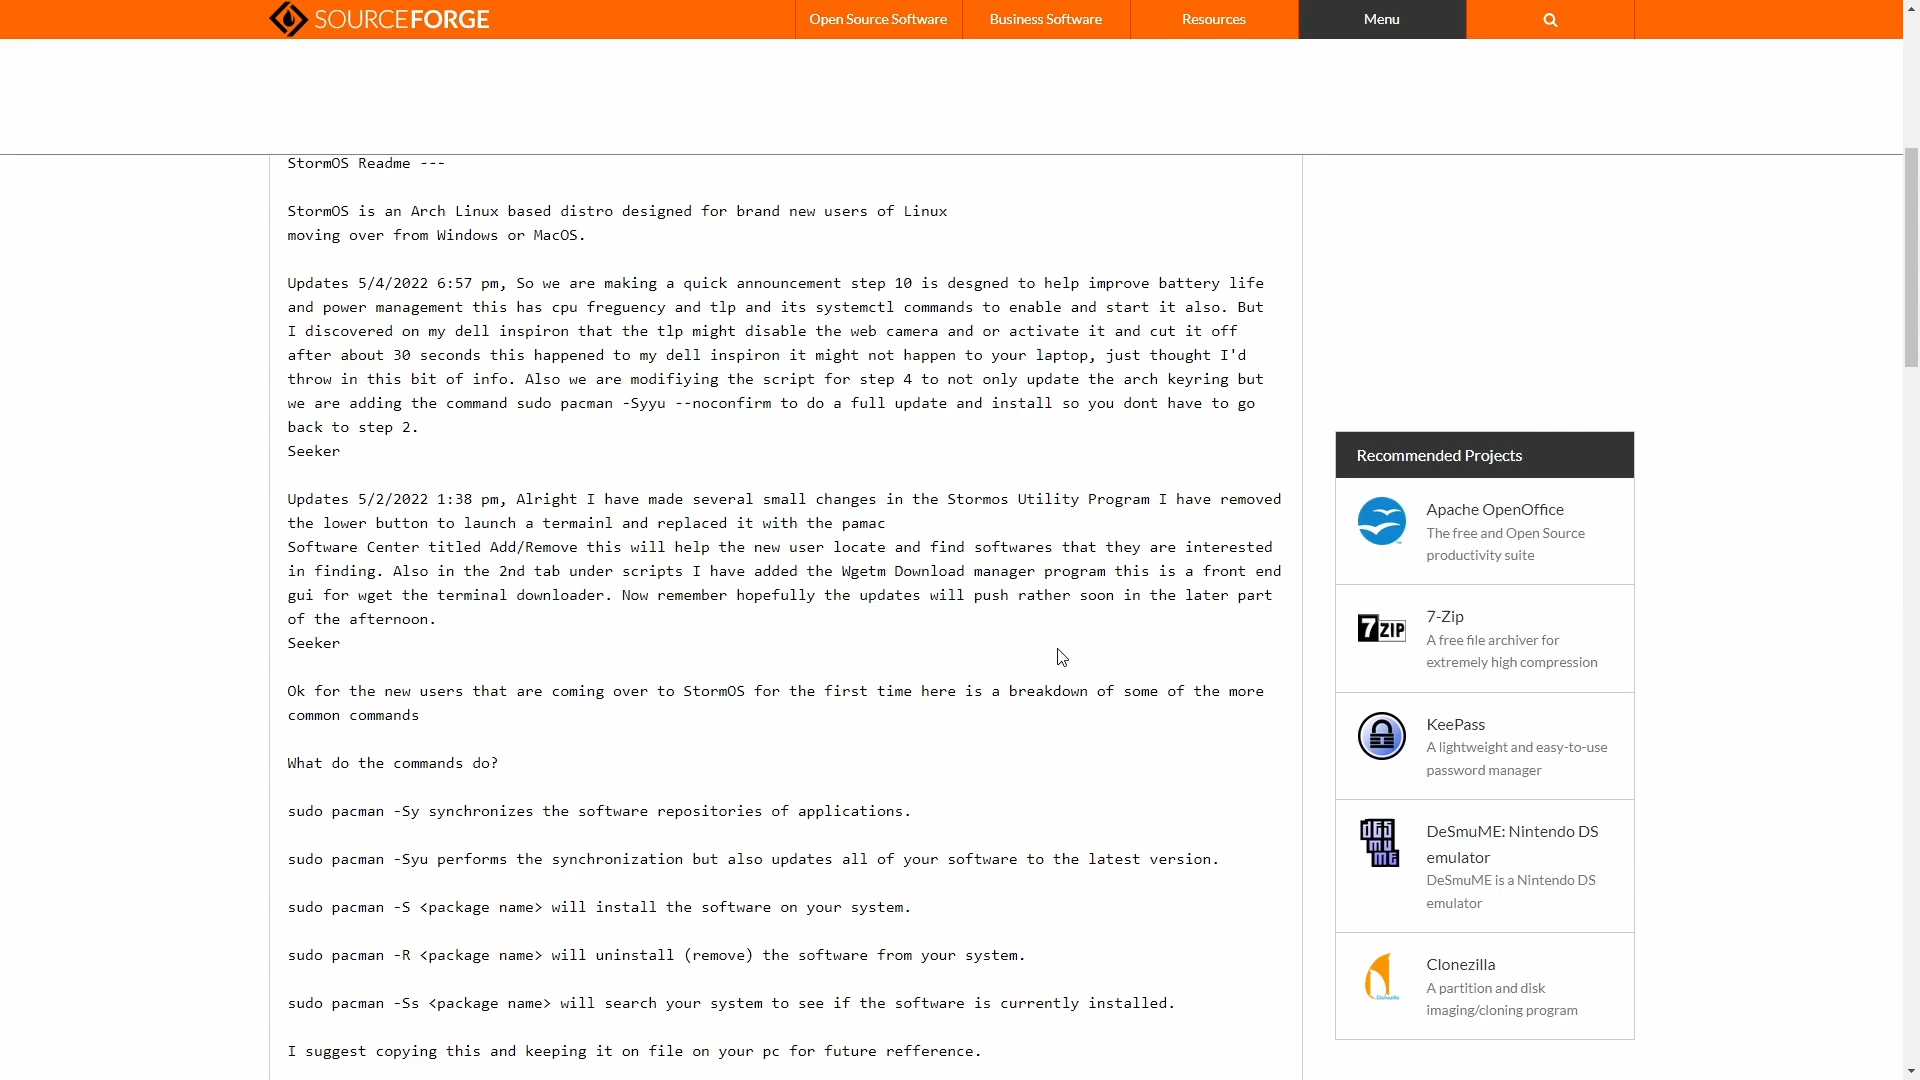 SOURCEFORGE
Open Source Software
Business Software
Resources
Menu
StormOS Readme ---
StormOS is an Arch Linux based distro designed for brand new users of Linux
moving over from Windows or MacOS.
Updates 5/4/2022 6:57 pm, So we are making a quick announcement step 10 is desgned to help improve battery life
and power management this has cpu freguency and tlp and its systemctl commands to enable and start it also. But
I discovered on my dell inspiron that the tlp might disable the web camera and or activate it and cut it off
after about 30 seconds this happened to my dell inspiron it might not happen to your laptop, just thought I'd
throw in this bit of info. Also we are modifiying the script for step 4 to not only update the arch keyring but
we are adding the command sudo pacman -Syyu --noconfirm to do a full update and install so you dont have to go
back to step 2.
Seeker
Updates 5/2/2022 1:38 pm, Alright I have made several small changes in the Stormos Utility Program I have removed
the lower button to launch a termainl and replaced it with the pamac
Software Center titled Add/Remove this will help the new user locate and find softwares that they are interested
in finding. Also in the 2nd tab under scripts I have added the Wgetm Download manager program this is a front end
gui for wget the terminal downloader. Now remember hopefully the updates will push rather soon in the later part
of the afternoon.
Seeker
Ok for the new users that are coming over to StormOS for the first time here is a breakdown of some of the more
common commands
What do the commands do?
sudo pacman -Sy synchronizes the software repositories of applications.
sudo pacman -Syu performs the synchronization but also updates all of your software to the latest version.
sudo pacman -S <package name> will install the software on your system.
sudo pacman -R <package name> will uninstall (remove) the software from your system.
sudo pacman -Ss <package name> will search your system to see if the software is currently installed.
I suggest copying this and keeping it on file on your pc for future refference.
Recommended Projects
Apache OpenOffice
The free and Open Source
productivity suite
7ZIP
7-Zip
A free file archiver for
extremely high compression
KeePass
A lightweight and easy-to-use
password manager
DeSmuME
DeSmuME: Nintendo DS
emulator
DeSmuME is a Nintendo DS
emulator
Clonezilla
Clonezilla
A partition and disk
imaging/cloning program